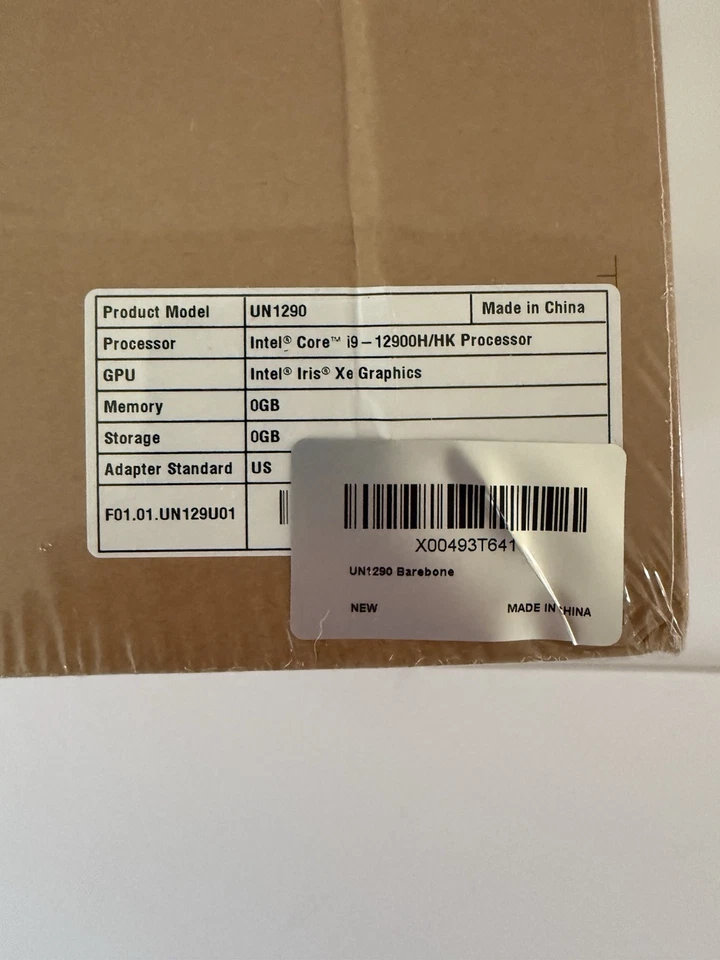 Product Model UN1290 Made in China
Processor Intel® Core™ i9-12900H/HK Processor
GPU Intel® Iris® Xe Graphics
Memory 0GB
Storage 0GB
Adapter Standard US
F01.01.UN129U01
X00493T641
UN1290 Barebone
NEW MADE IN CHINA